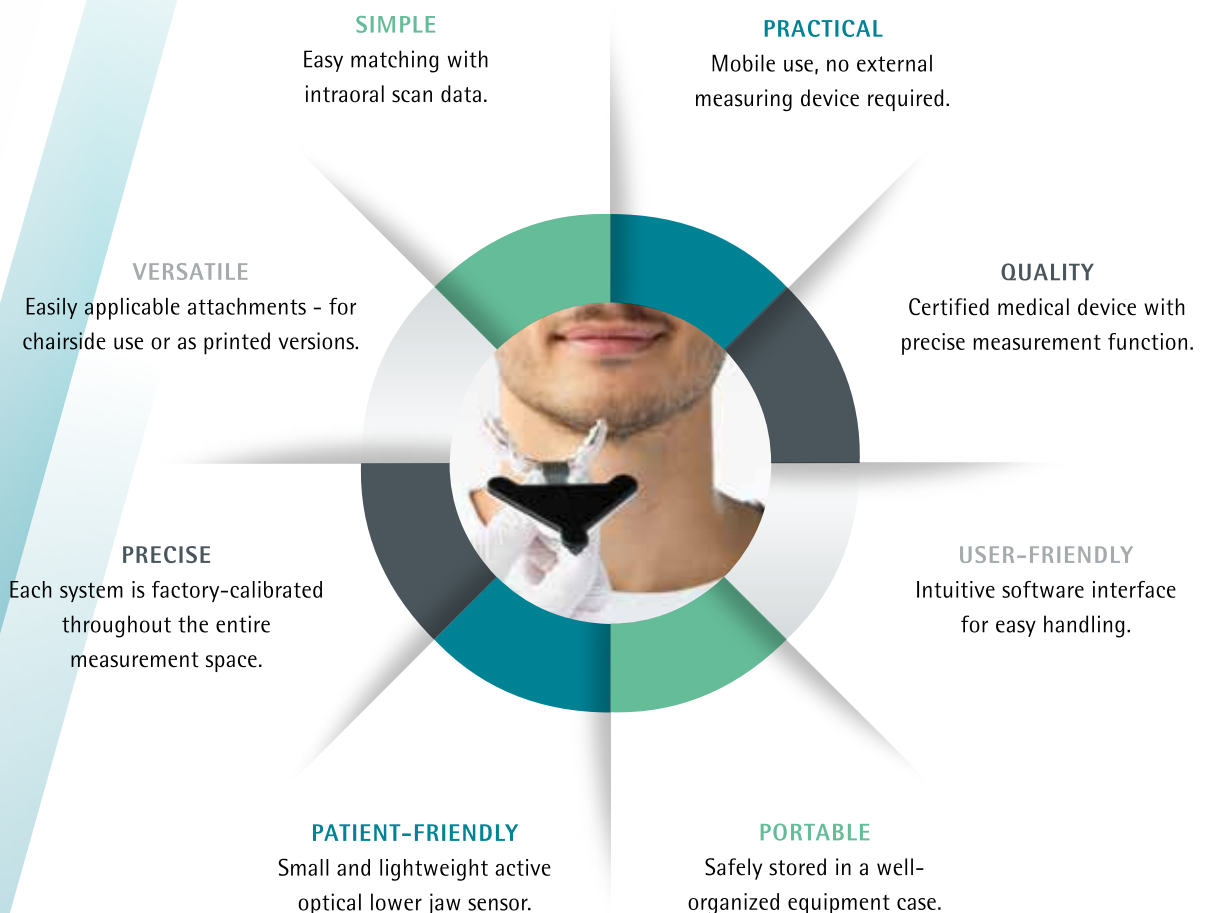 SIMPLE
Easy matching with
intraoral scan data.
PRACTICAL
Mobile use, no external
measuring device required.
VERSATILE
Easily applicable attachments - for
chairside use or as printed versions.
QUALITY
Certified medical device with
precise measurement function.
PRECISE
Each system is factory-calibrated
throughout the entire
measurement space.
USER-FRIENDLY
Intuitive software interface
for easy handling.
PATIENT-FRIENDLY
Small and lightweight active
optical lower jaw sensor.
PORTABLE
Safely stored in a well-
organized equipment case.